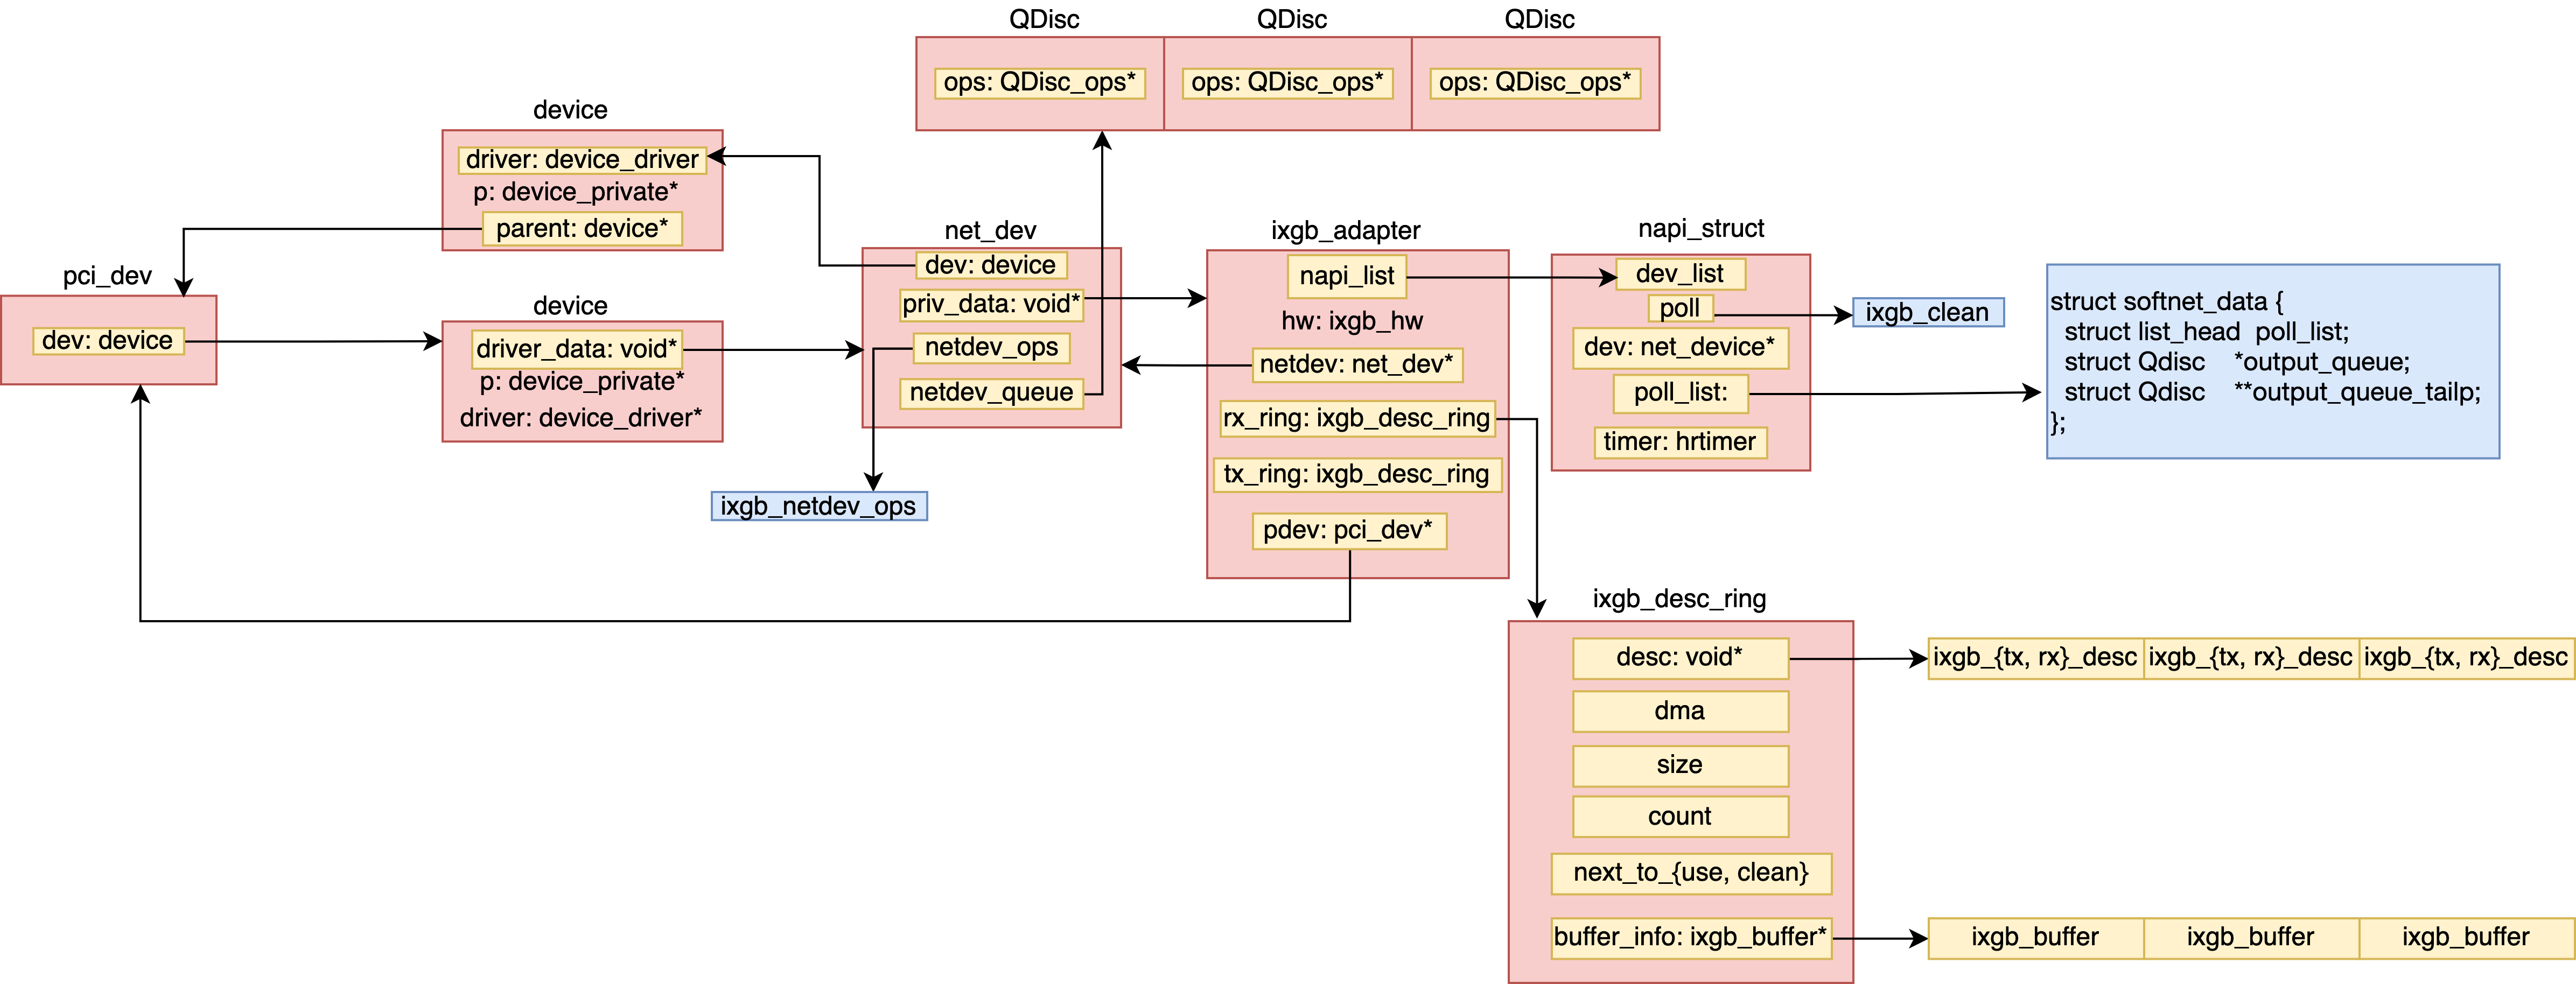 QDisc
QDisc
QDisc
ops: QDisc_ops*
ops: QDisc_ops*
ops: QDisc_ops*
device
driver: device_driver
p: device_private*
parent: device*
pci_dev
dev: device
device
driver_data: void*
p: device_private*
driver: device_driver*
net_dev
dev: device
priv_data: void*
netdev_ops
netdev_queue
ixgb_netdev_ops
ixgb_adapter
napi_list
hw: ixgb_hw
netdev: net_dev*
rx_ring: ixgb_desc_ring
tx_ring: ixgb_desc_ring
pdev: pci_dev*
napi_struct
dev_list
poll
dev: net_device*
poll_list:
timer: hrtimer
ixgb_clean
struct softnet_data {
struct list_head poll_list;
struct Qdisc *output_queue;
struct Qdisc **output_queue_tailp;
};
ixgb_desc_ring
desc: void*
dma
size
count
next_to_{use, clean}
buffer_info: ixgb_buffer*
ixgb_{tx, rx}_desc
ixgb_{tx, rx}_desc
ixgb_{tx, rx}_desc
ixgb_buffer
ixgb_buffer
ixgb_buffer